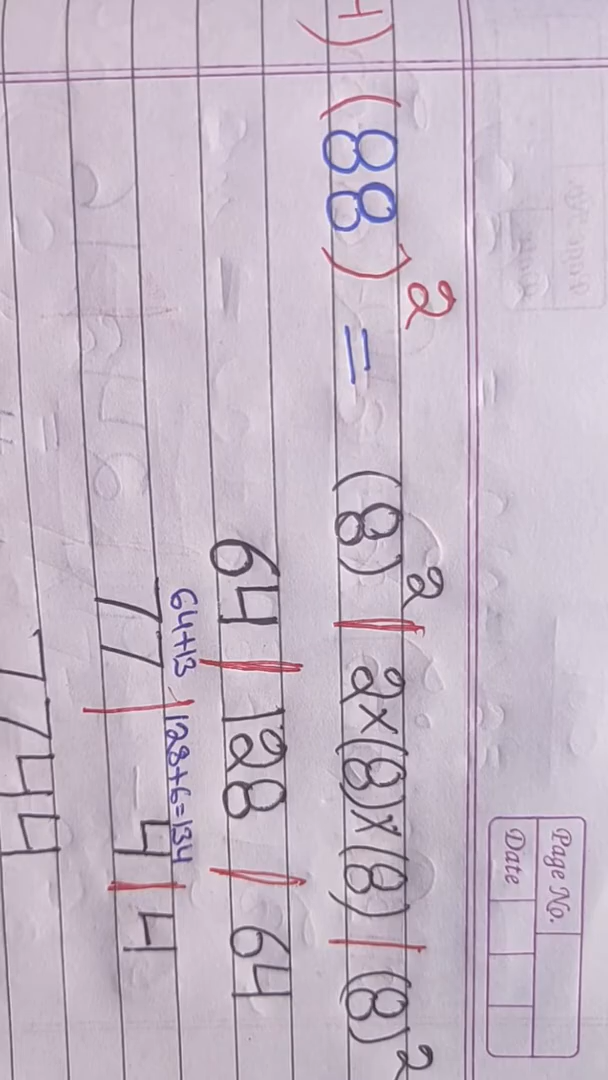 Page No.
Date
4) (88)² = (8)² | 2×(8)×(8) | (8)²
64 | 128 | 64
64+13 | 128+6=134
77 | 4 | 4
7744